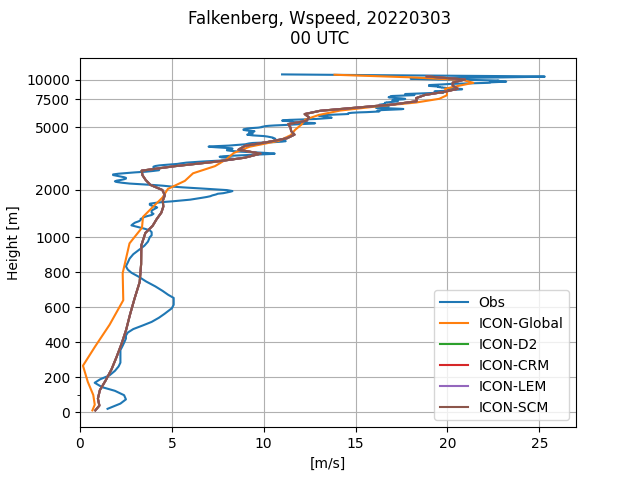 Falkenberg, Wspeed, 20220303
00 UTC
Height [m]
10000
7500
5000
2000
1000
800
600
400
200
0
0 5 10 15 20 25
[m/s]
Obs
ICON-Global
ICON-D2
ICON-CRM
ICON-LEM
ICON-SCM